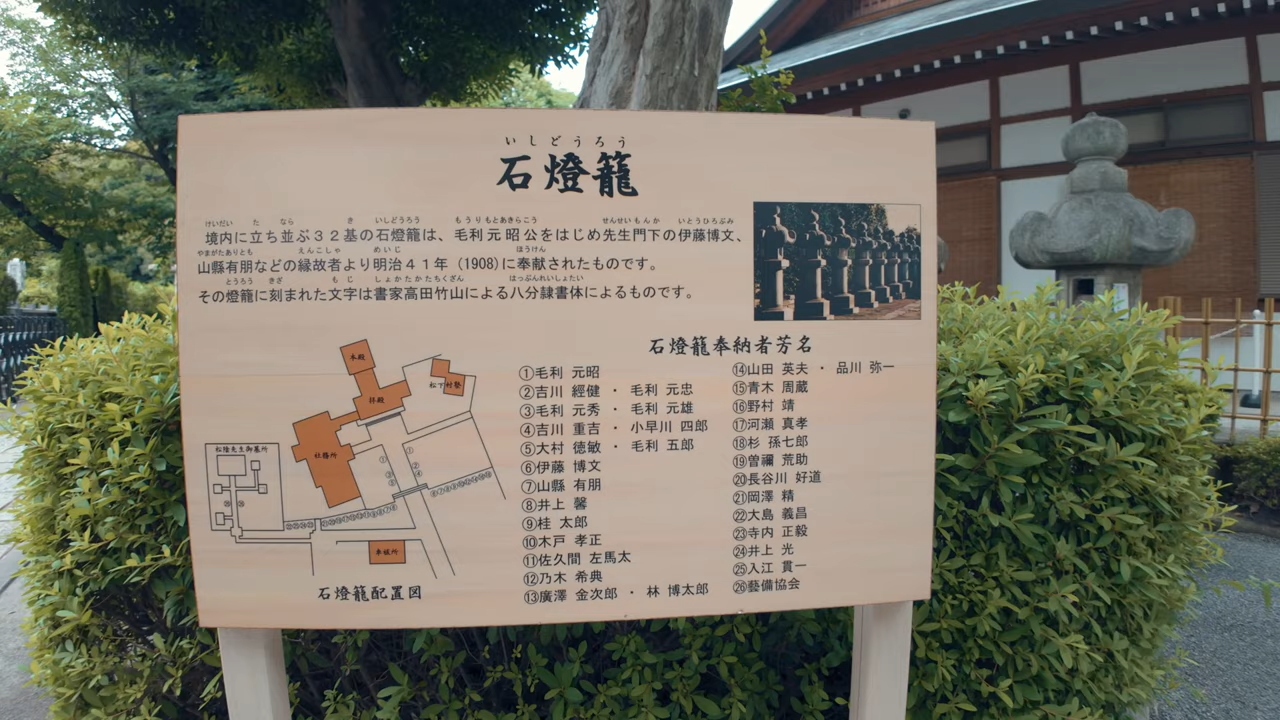 いしどうろう
石燈籠
けいだい た なら き いしどうろう もうりもとあきらこう せんせいもんか いとうひろぶみ
境内に立ち並ぶ32基の石燈籠は、毛利元昭公をはじめ先生門下の伊藤博文、
やまがたありとも えんこしゃ めいじ ほうけん
山縣有朋などの縁故者より明治41年(1908)に奉献されたものです。
とうろう きざ もじ しょかたかたちくざん はっぷんれいしょたい
その燈籠に刻まれた文字は書家高田竹山による八分隷書体によるものです。
石燈籠奉納者芳名
①毛利 元昭
②吉川 經健 ・ 毛利 元忠
③毛利 元秀 ・ 毛利 元雄
④吉川 重吉 ・ 小早川 四郎
⑤大村 徳敏 ・ 毛利 五郎
⑥伊藤 博文
⑦山縣 有朋
⑧井上 馨
⑨桂 太郎
⑩木戸 孝正
⑪佐久間 左馬太
⑫乃木 希典
⑬廣澤 金次郎 ・ 林 博太郎
⑭山田 英夫 ・ 品川 弥一
⑮青木 周蔵
⑯野村 靖
⑰河瀬 真孝
⑱杉 孫七郎
⑲曽禰 荒助
⑳長谷川 好道
㉑岡澤 精
㉒大島 義昌
㉓寺内 正毅
㉔井上 光
㉕入江 貫一
㉖藝備協会
本殿
松下村塾
拝殿
社務所
松陰先生御墓所
参集所
石燈籠配置図